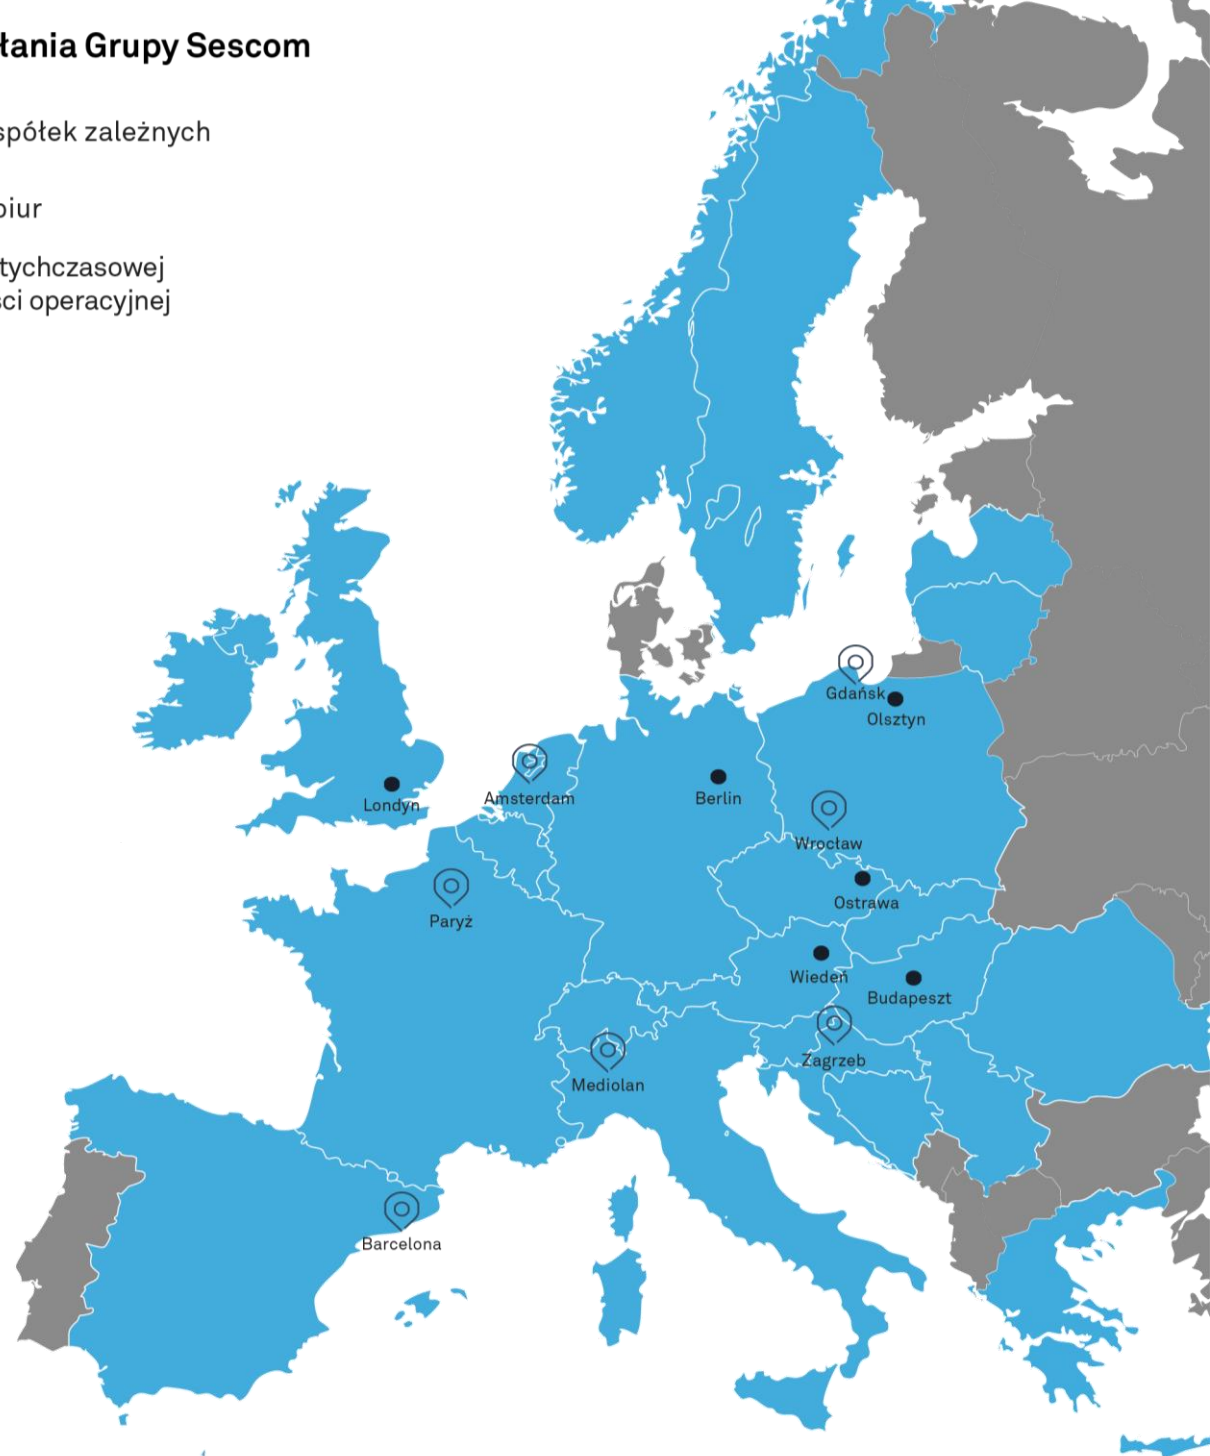 łania Grupy Sescom
spółek zależnych
biur
tychczasowej
ści operacyjnej
Gdańsk
Olsztyn
Amsterdam
Berlin
Londyn
Wrocław
Ostrawa
Paryż
Wiedeń
Budapeszt
Zagrzeb
Mediolan
Barcelona